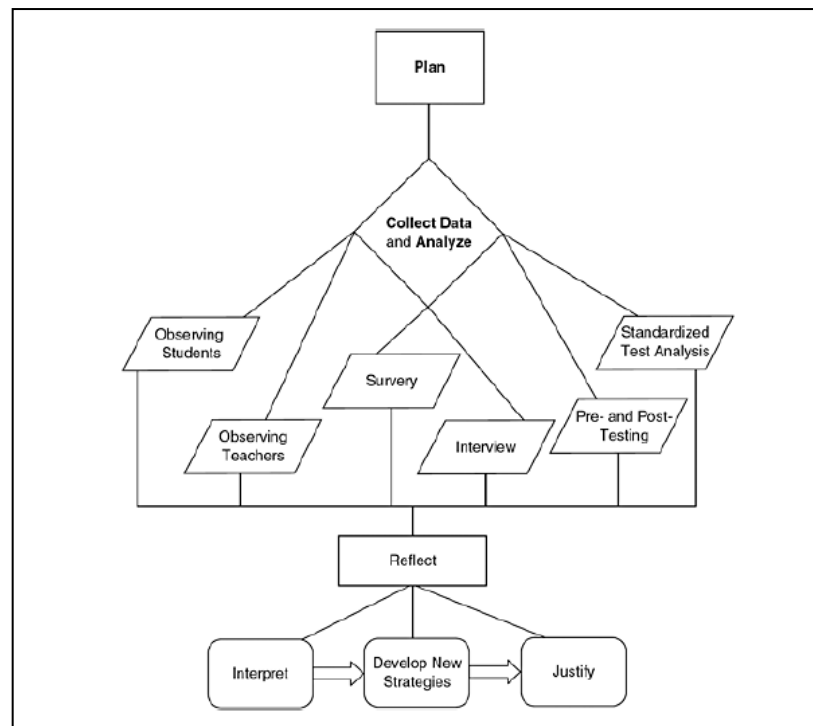 Plan
Collect Data
and Analyze
Observing
Students
Standardized
Test Analysis
Survery
Pre- and Post-
Testing
Observing
Teachers
Interview
Reflect
Interpret
Develop New
Strategies
Justify